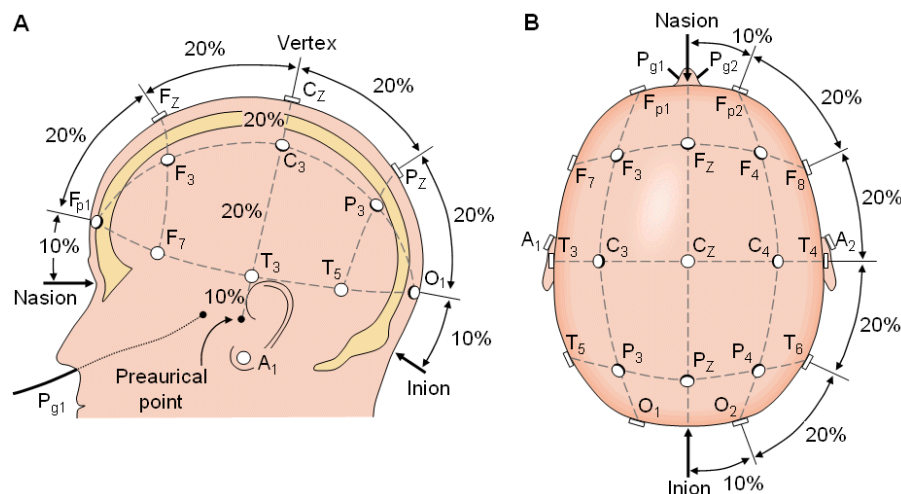 A
20%
Vertex
20%
FZ
CZ
20%
20%
F3
C3
PZ
Fp1
P3
20%
20%
10%
F7
T3
T5
O1
Nasion
10%
10%
A1
Preaurical
point
Inion
Pg1
B
Nasion
10%
Pg1
Pg2
Fp1
Fp2
20%
F7
F3
FZ
F4
F8
20%
A1
T3
C3
CZ
C4
T4
A2
20%
T5
P3
PZ
P4
T6
O1
O2
20%
10%
Inion